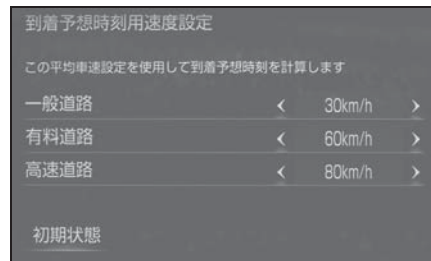 到着予想時刻用速度設定
この平均車速設定を使用して到着予想時刻を計算します
一般道路 < 30km/h >
有料道路 < 60km/h >
高速道路 < 80km/h >
初期状態